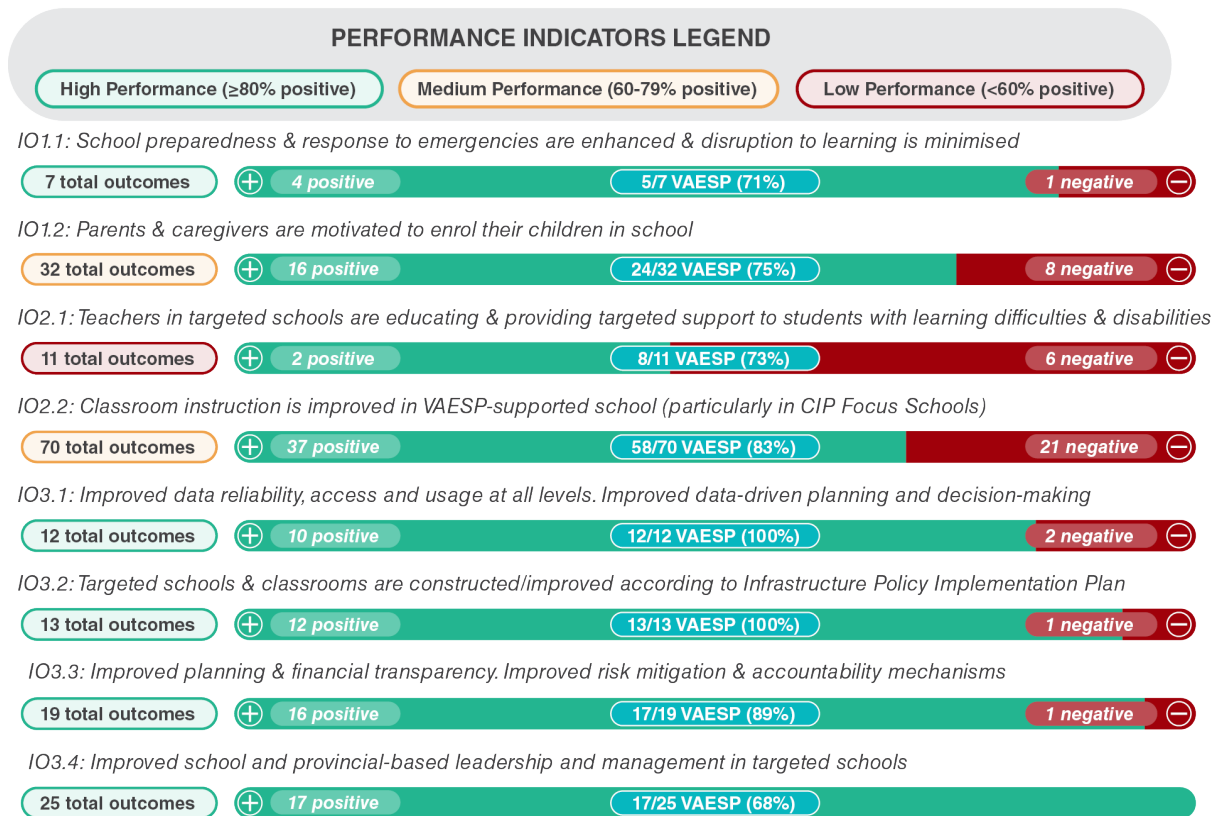 PERFORMANCE INDICATORS LEGEND
High Performance (≥80% positive)
Medium Performance (60-79% positive)
Low Performance (<60% positive)
IO1.1: School preparedness & response to emergencies are enhanced & disruption to learning is minimised
7 total outcomes
4 positive
5/7 VAESP (71%)
1 negative
IO1.2: Parents & caregivers are motivated to enrol their children in school
32 total outcomes
16 positive
24/32 VAESP (75%)
8 negative
IO2.1: Teachers in targeted schools are educating & providing targeted support to students with learning difficulties & disabilities
11 total outcomes
2 positive
8/11 VAESP (73%)
6 negative
IO2.2: Classroom instruction is improved in VAESP-supported school (particularly in CIP Focus Schools)
70 total outcomes
37 positive
58/70 VAESP (83%)
21 negative
IO3.1: Improved data reliability, access and usage at all levels. Improved data-driven planning and decision-making
12 total outcomes
10 positive
12/12 VAESP (100%)
2 negative
IO3.2: Targeted schools & classrooms are constructed/improved according to Infrastructure Policy Implementation Plan
13 total outcomes
12 positive
13/13 VAESP (100%)
1 negative
IO3.3: Improved planning & financial transparency. Improved risk mitigation & accountability mechanisms
19 total outcomes
16 positive
17/19 VAESP (89%)
1 negative
IO3.4: Improved school and provincial-based leadership and management in targeted schools
25 total outcomes
17 positive
17/25 VAESP (68%)